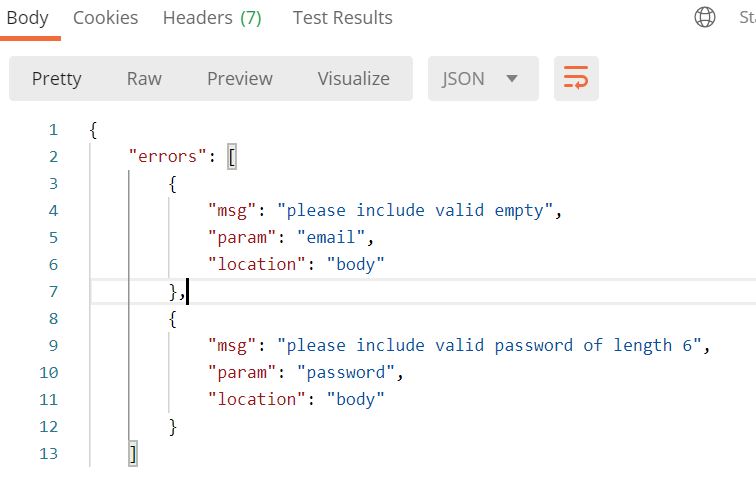 Body Cookies Headers (7) Test Results
Pretty Raw Preview Visualize JSON
1 {
2 "errors": [
3 {
4 "msg": "please include valid empty",
5 "param": "email",
6 "location": "body"
7 },
8 {
9 "msg": "please include valid password of length 6",
10 "param": "password",
11 "location": "body"
12 }
13 ]